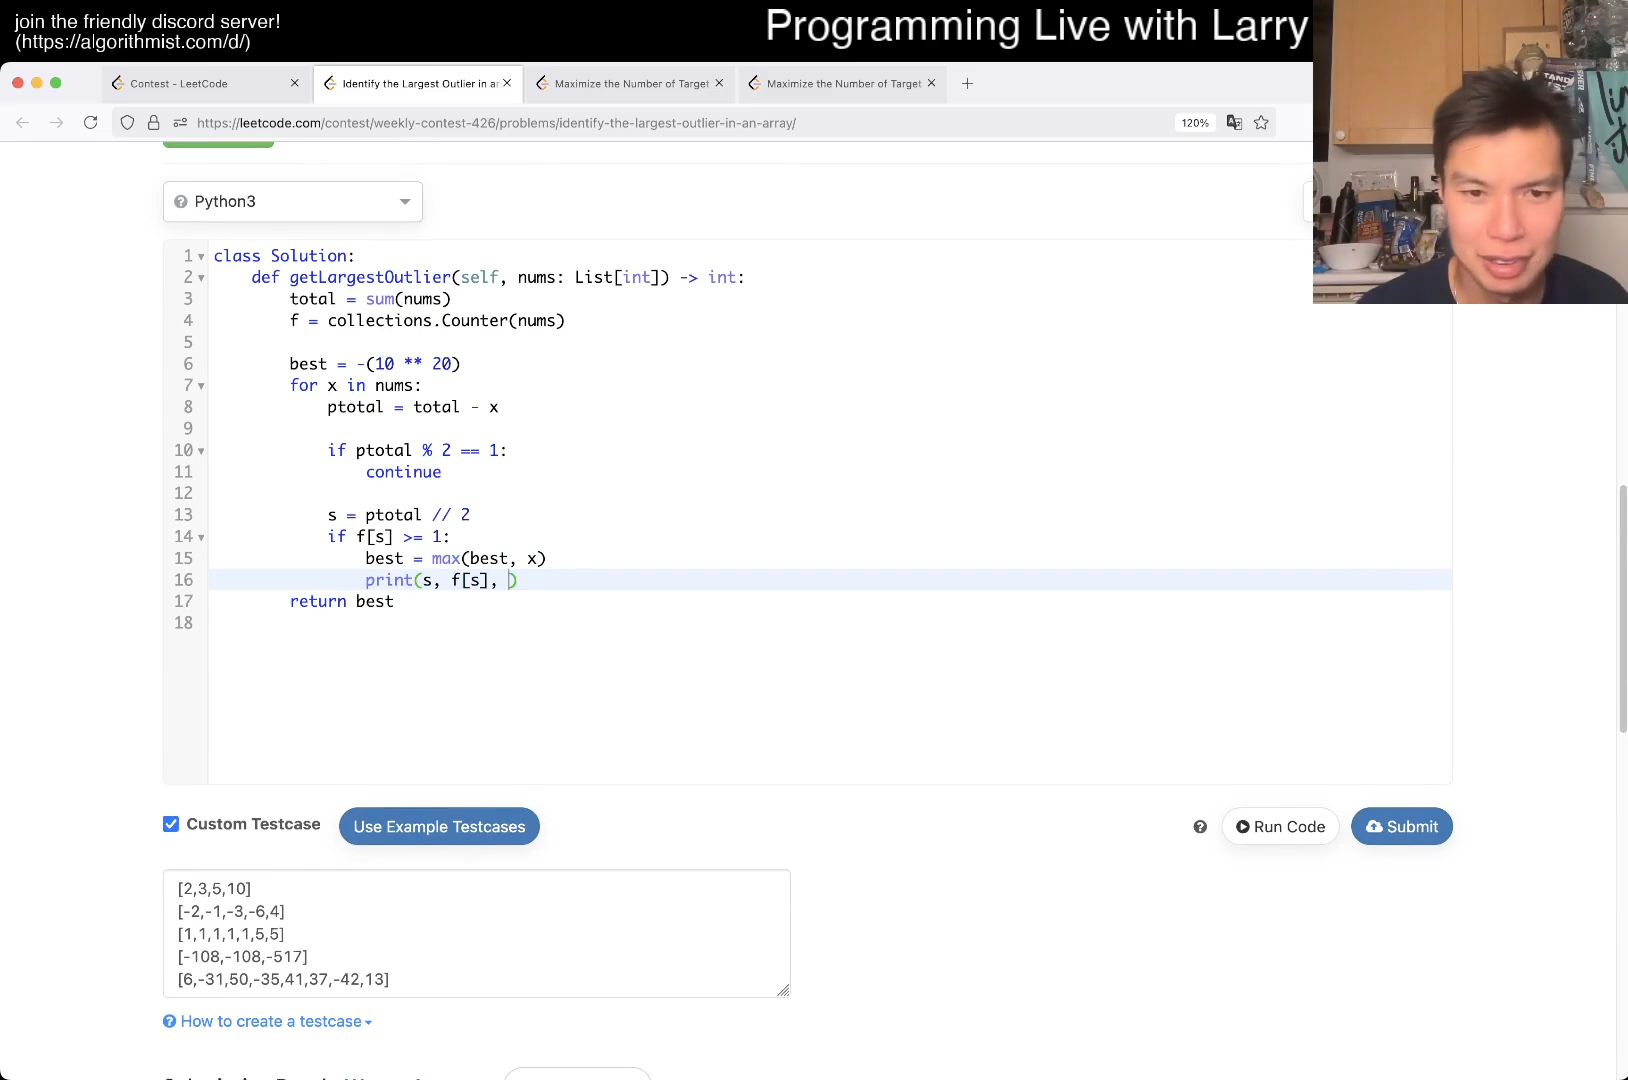 join the friendly discord server!
(https://algorithmist.com/d/)
Programming Live with Larry
Contest - LeetCode
Identify the Largest Outlier in ar
Maximize the Number of Target
Maximize the Number of Target
https://leetcode.com/contest/weekly-contest-426/problems/identify-the-largest-outlier-in-an-array/
120%
Python3
1 class Solution:
2 def getLargestOutlier(self, nums: List[int]) -> int:
3 total = sum(nums)
4 f = collections.Counter(nums)
5
6 best = -(10 ** 20)
7 for x in nums:
8 ptotal = total - x
9
10 if ptotal % 2 == 1:
11 continue
12
13 s = ptotal // 2
14 if f[s] >= 1:
15 best = max(best, x)
16 print(s, f[s], )
17 return best
18
Custom Testcase
Use Example Testcases
Run Code
Submit
[2,3,5,10]
[-2,-1,-3,-6,4]
[1,1,1,1,1,5,5]
[-108,-108,-517]
[6,-31,50,-35,41,37,-42,13]
How to create a testcase